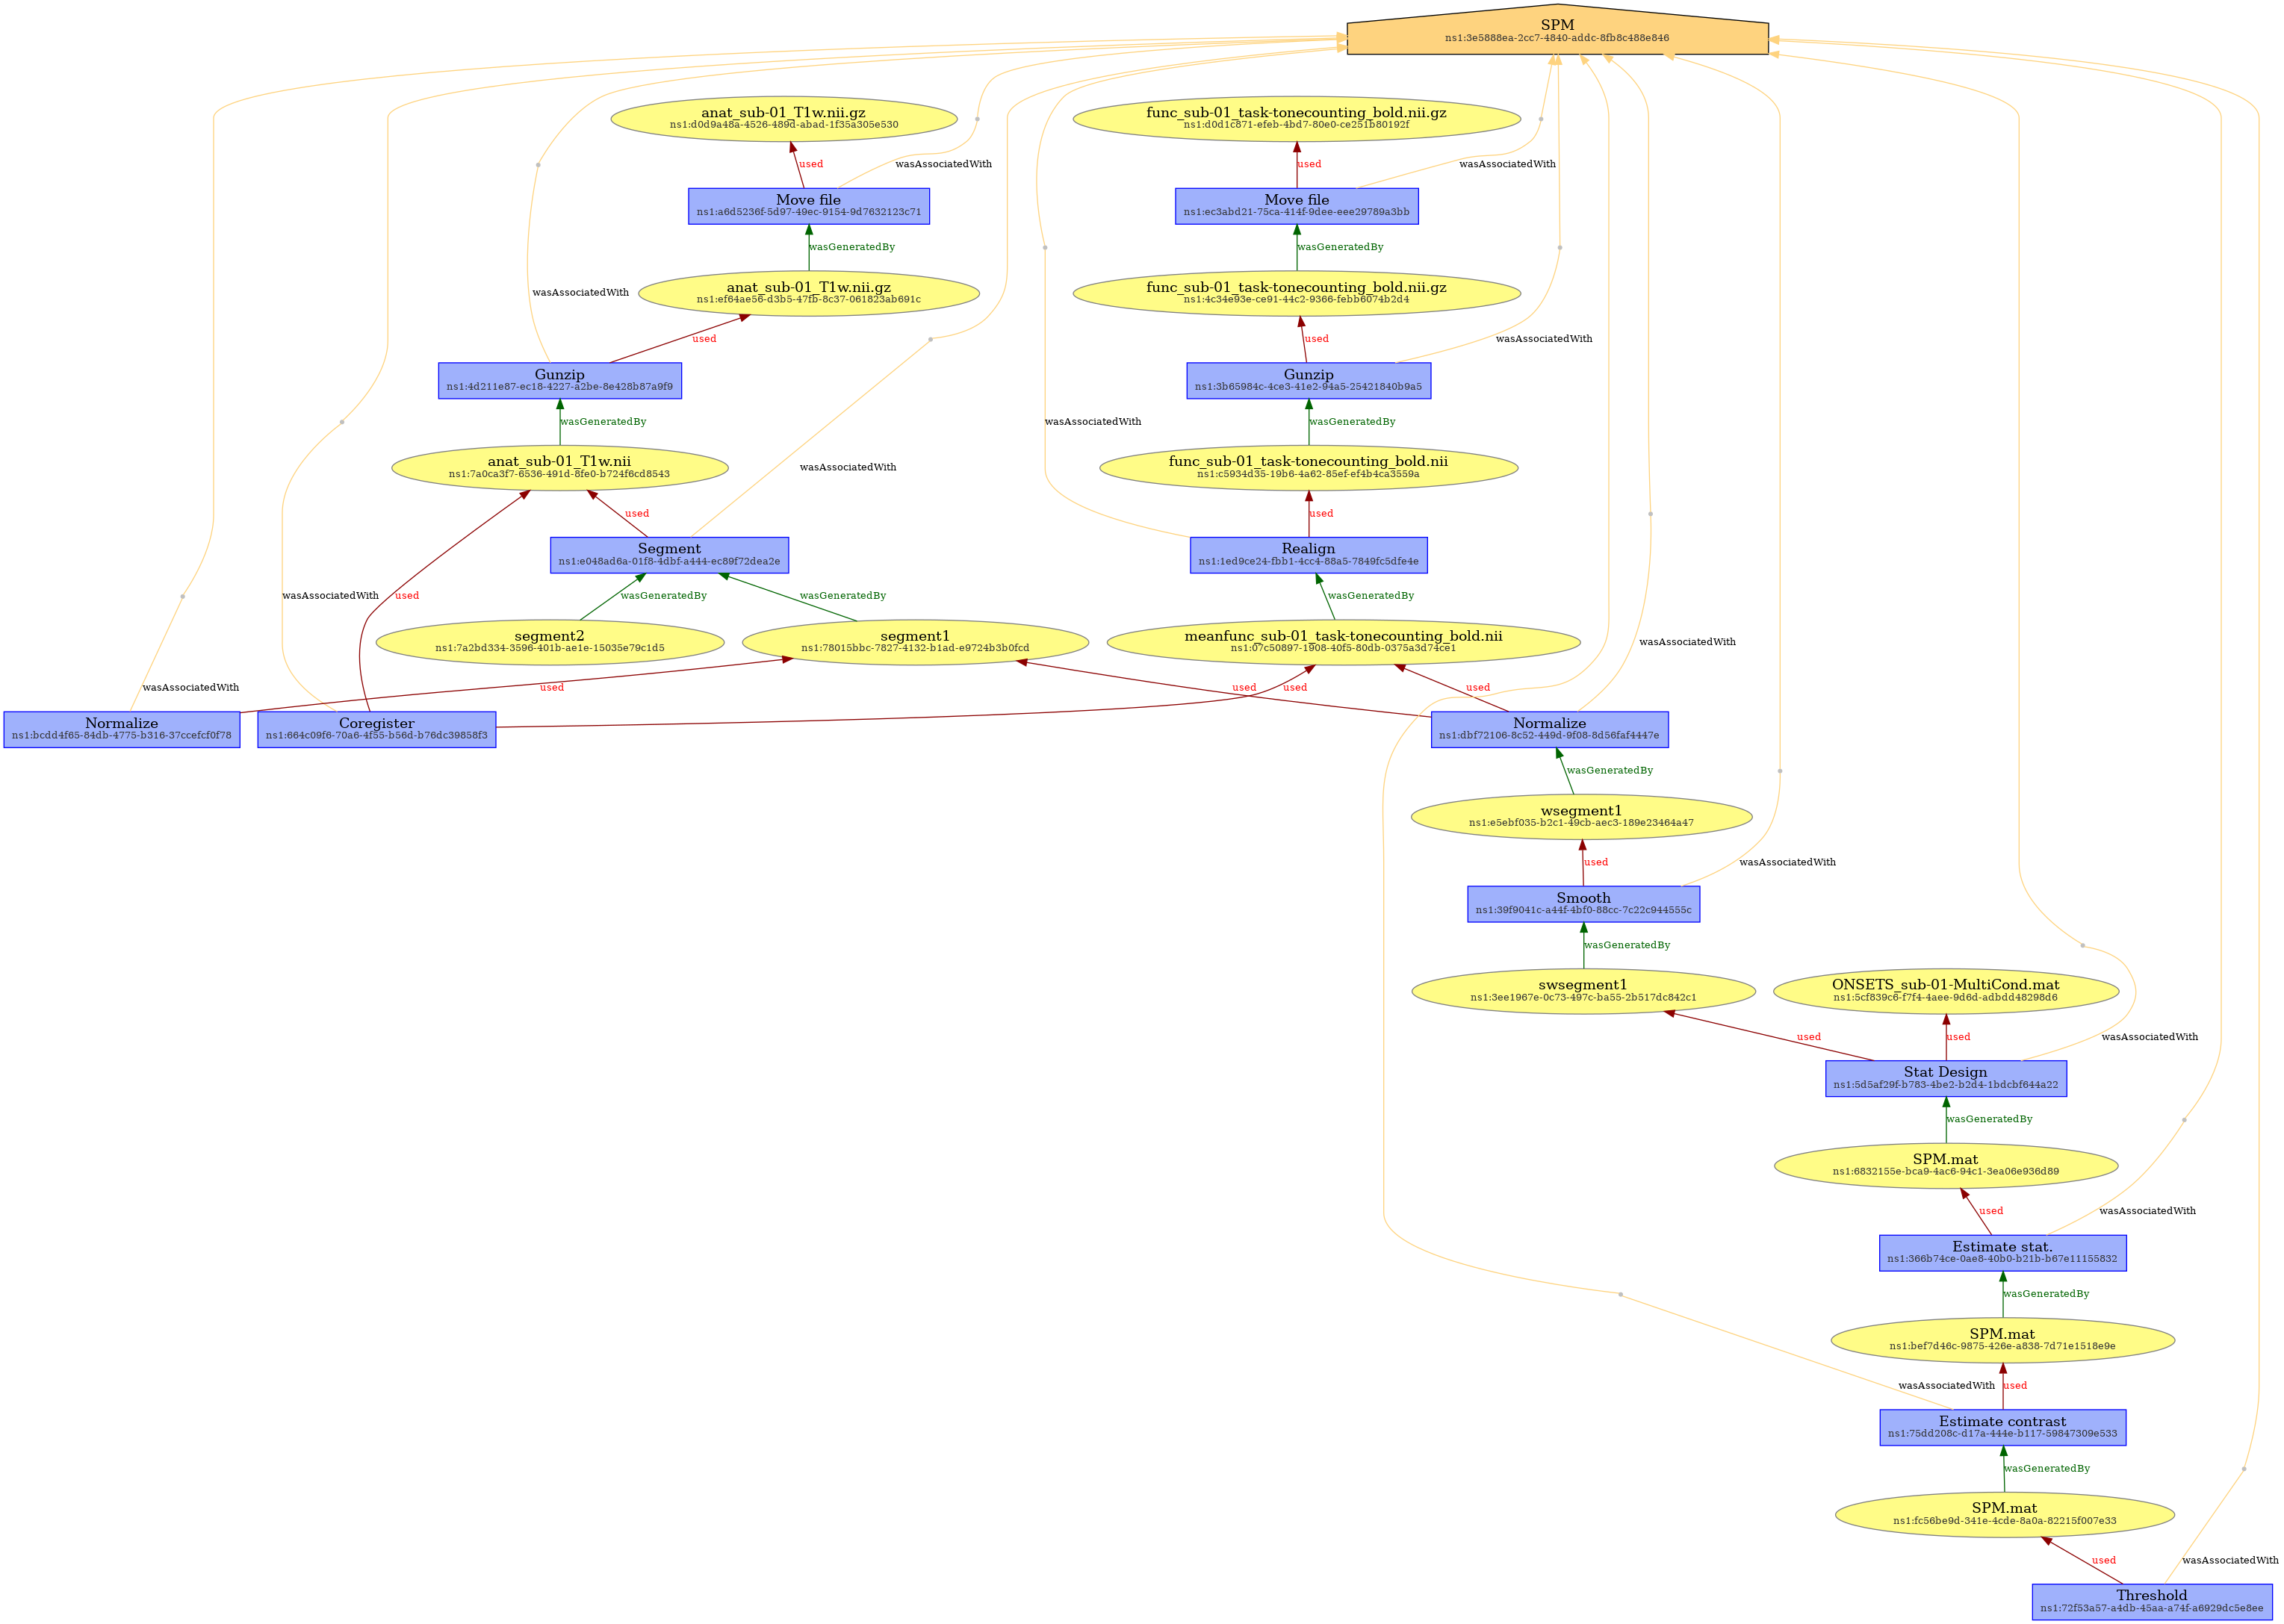 SPM
ns1:3e5888ea-2cc7-4840-addc-8fb8c488e846
anat_sub-01_T1w.nii.gz
ns1:d0d9a48a-4526-489d-abad-1f35a305e530
func_sub-01_task-tonecounting_bold.nii.gz
ns1:d0d1c871-efeb-4bd7-80e0-ce251b80192f
used
wasAssociatedWith
used
wasAssociatedWith
Move file
ns1:a6d5236f-5d97-49ec-9154-9d7632123c71
Move file
ns1:ec3abd21-75ca-414f-9dee-eee29789a3bb
wasGeneratedBy
wasGeneratedBy
wasAssociatedWith
anat_sub-01_T1w.nii.gz
ns1:ef64ae56-d3b5-47fb-8c37-061823ab691c
func_sub-01_task-tonecounting_bold.nii.gz
ns1:4c34e93e-ce91-44c2-9366-febb6074b2d4
used
used
wasAssociatedWith
Gunzip
ns1:4d211e87-ec18-4227-a2be-8e428b87a9f9
Gunzip
ns1:3b65984c-4ce3-41e2-94a5-25421840b9a5
wasGeneratedBy
wasAssociatedWith
wasGeneratedBy
anat_sub-01_T1w.nii
ns1:7a0ca3f7-6536-491d-8fe0-b724f6cd8543
wasAssociatedWith
func_sub-01_task-tonecounting_bold.nii
ns1:c5934d35-19b6-4a62-85ef-ef4b4ca3559a
used
used
Segment
ns1:e048ad6a-01f8-4dbf-a444-ec89f72dea2e
Realign
ns1:1ed9ce24-fbb1-4cc4-88a5-7849fc5dfe4e
wasAssociatedWith
used
wasGeneratedBy
wasGeneratedBy
wasGeneratedBy
segment2
ns1:7a2bd334-3596-401b-ae1e-15035e79c1d5
segment1
ns1:78015bbc-7827-4132-b1ad-e9724b3b0fcd
meanfunc_sub-01_task-tonecounting_bold.nii
ns1:07c50897-1908-40f5-80db-0375a3d74ce1
wasAssociatedWith
wasAssociatedWith
used
used
used
used
Normalize
ns1:bcdd4f65-84db-4775-b316-37ccefcf0f78
Coregister
ns1:664c09f6-70a6-4f55-b56d-b76dc39858f3
Normalize
ns1:dbf72106-8c52-449d-9f08-8d56faf4447e
wasGeneratedBy
wsegment1
ns1:e5ebf035-b2c1-49cb-aec3-189e23464a47
used
wasAssociatedWith
Smooth
ns1:39f9041c-a44f-4bf0-88cc-7c22c944555c
wasGeneratedBy
swsegment1
ns1:3ee1967e-0c73-497c-ba55-2b517dc842c1
ONSETS_sub-01-MultiCond.mat
ns1:5cf839c6-f7f4-4aee-9d6d-adbdd48298d6
used
used
wasAssociatedWith
Stat Design
ns1:5d5af29f-b783-4be2-b2d4-1bdcbf644a22
wasGeneratedBy
SPM.mat
ns1:6832155e-bca9-4ac6-94c1-3ea06e936d89
used
wasAssociatedWith
Estimate stat.
ns1:366b74ce-0ae8-40b0-b21b-b67e11155832
wasGeneratedBy
SPM.mat
ns1:bef7d46c-9875-426e-a838-7d71e1518e9e
wasAssociatedWith
used
Estimate contrast
ns1:75dd208c-d17a-444e-b117-59847309e533
wasGeneratedBy
SPM.mat
ns1:fc56be9d-341e-4cde-8a0a-82215f007e33
used
wasAssociatedWith
Threshold
ns1:72f53a57-a4db-45aa-a74f-a6929dc5e8ee